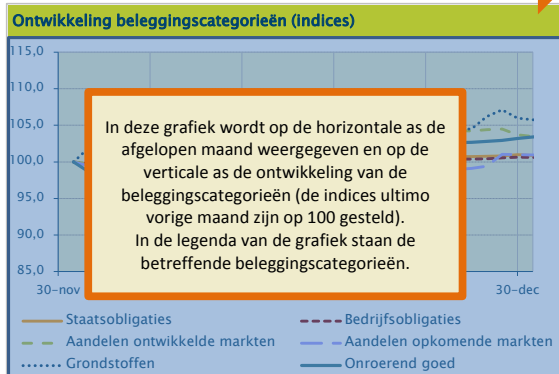 Ontwikkeling beleggingscategorieën (indices)
115,0
110,0
105,0
100,0
95,0
90,0
85,0
In deze grafiek wordt op de horizontale as de
afgelopen maand weergegeven en op de
verticale as de ontwikkeling van de
beleggingscategorieën (de indices ultimo
vorige maand zijn op 100 gesteld).
In de legenda van de grafiek staan de
betreffende beleggingscategorieën.
30-nov
30-dec
Staatsobligaties
Bedrijfsobligaties
Aandelen ontwikkelde markten
Aandelen opkomende markten
Grondstoffen
Onroerend goed